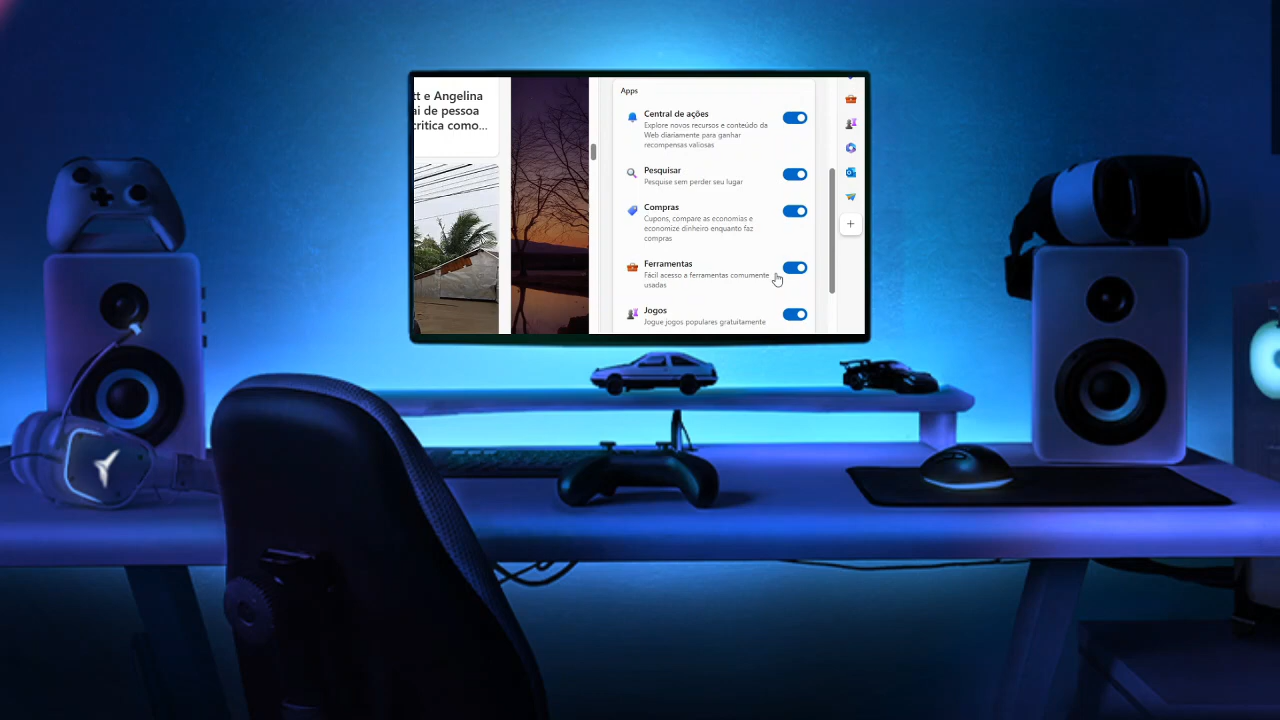 tt e Angelina
ai de pessoa
critica como...
Apps
Central de ações
Explore novos recursos e conteúdo da
Web diariamente para ganhar
recompensas valiosas
Pesquisar
Pesquise sem perder seu lugar
Compras
Cupons, compare as economias e
economize dinheiro enquanto faz
compras
Ferramentas
Fácil acesso a ferramentas comumente
usadas
Jogos
Jogue jogos populares gratuitamente